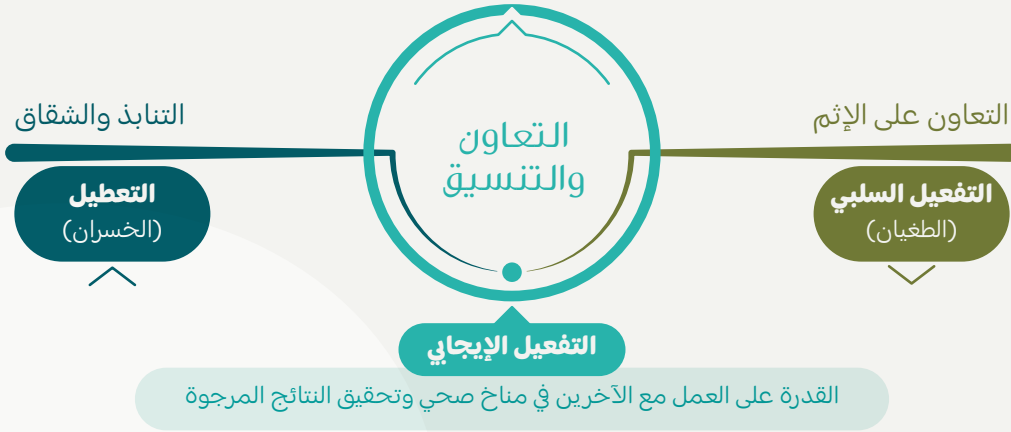 التعاون على الإثم
التفعيل السلبي
(الطغيان)
التعاون
والتنسيق
التنابذ والشقاق
التعطيل
(الخسران)
التفعيل الإيجابي
القدرة على العمل مع الآخرين في مناخ صحي وتحقيق النتائج المرجوة